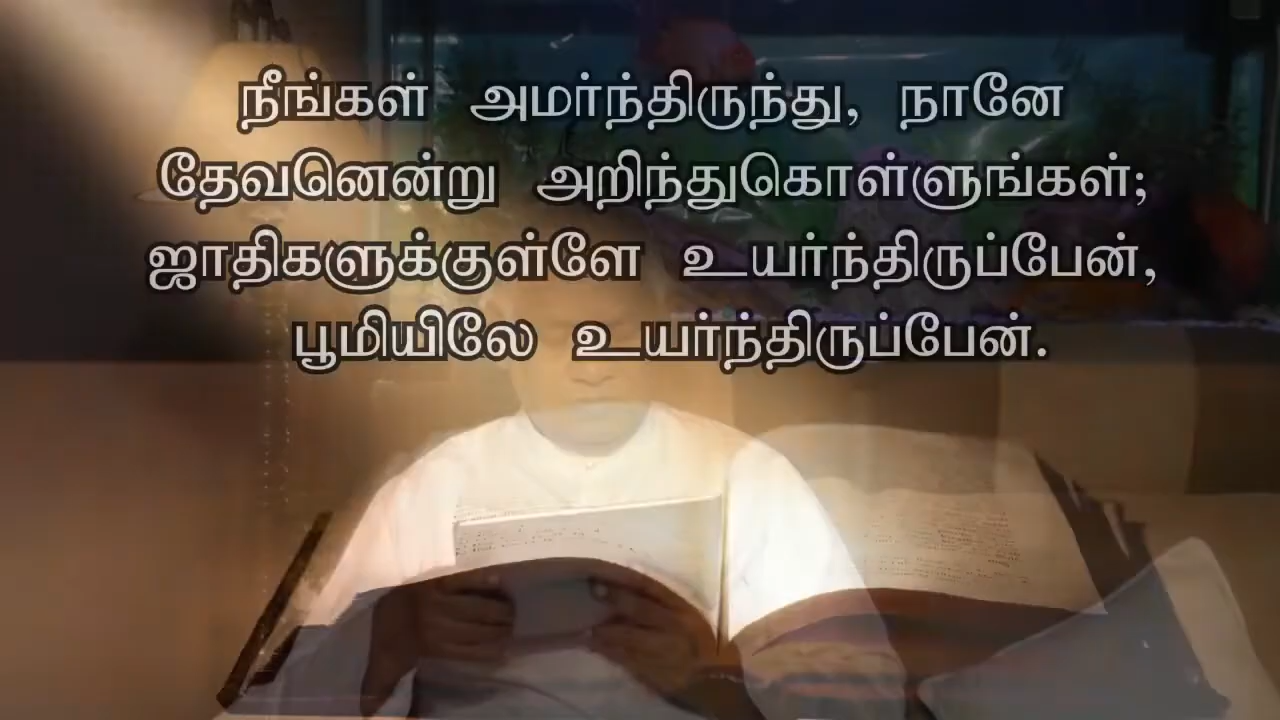 நீங்கள் அமர்ந்திருந்து, நானே
தேவனென்று அறிந்துகொள்ளுங்கள்;
ஜாதிகளுக்குள்ளே உயர்ந்திருப்பேன்,
பூமியிலே உயர்ந்திருப்பேன்.